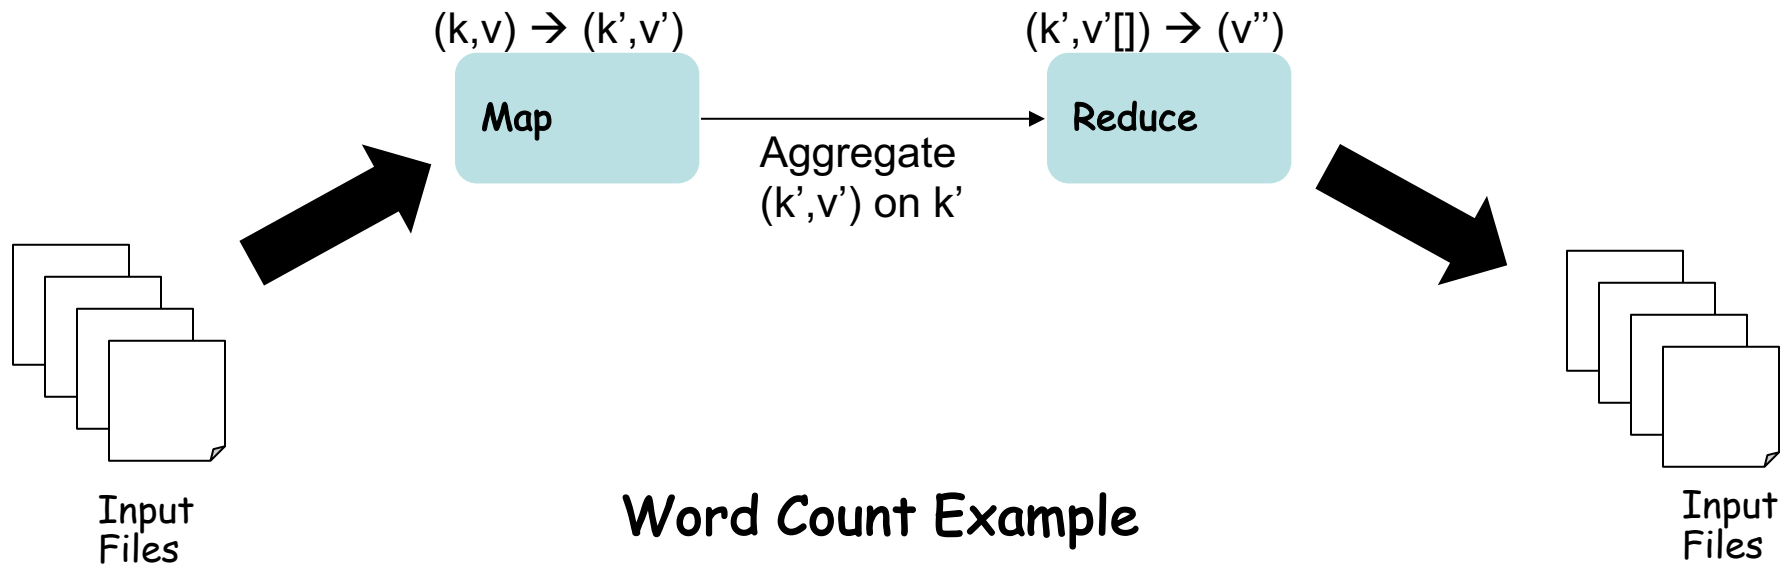 (k,v) → (k’,v’)
Map
Aggregate
(k’,v’) on k’
(k’,v’[]) → (v’’)
Reduce
Input
Files
Word Count Example
Input
Files